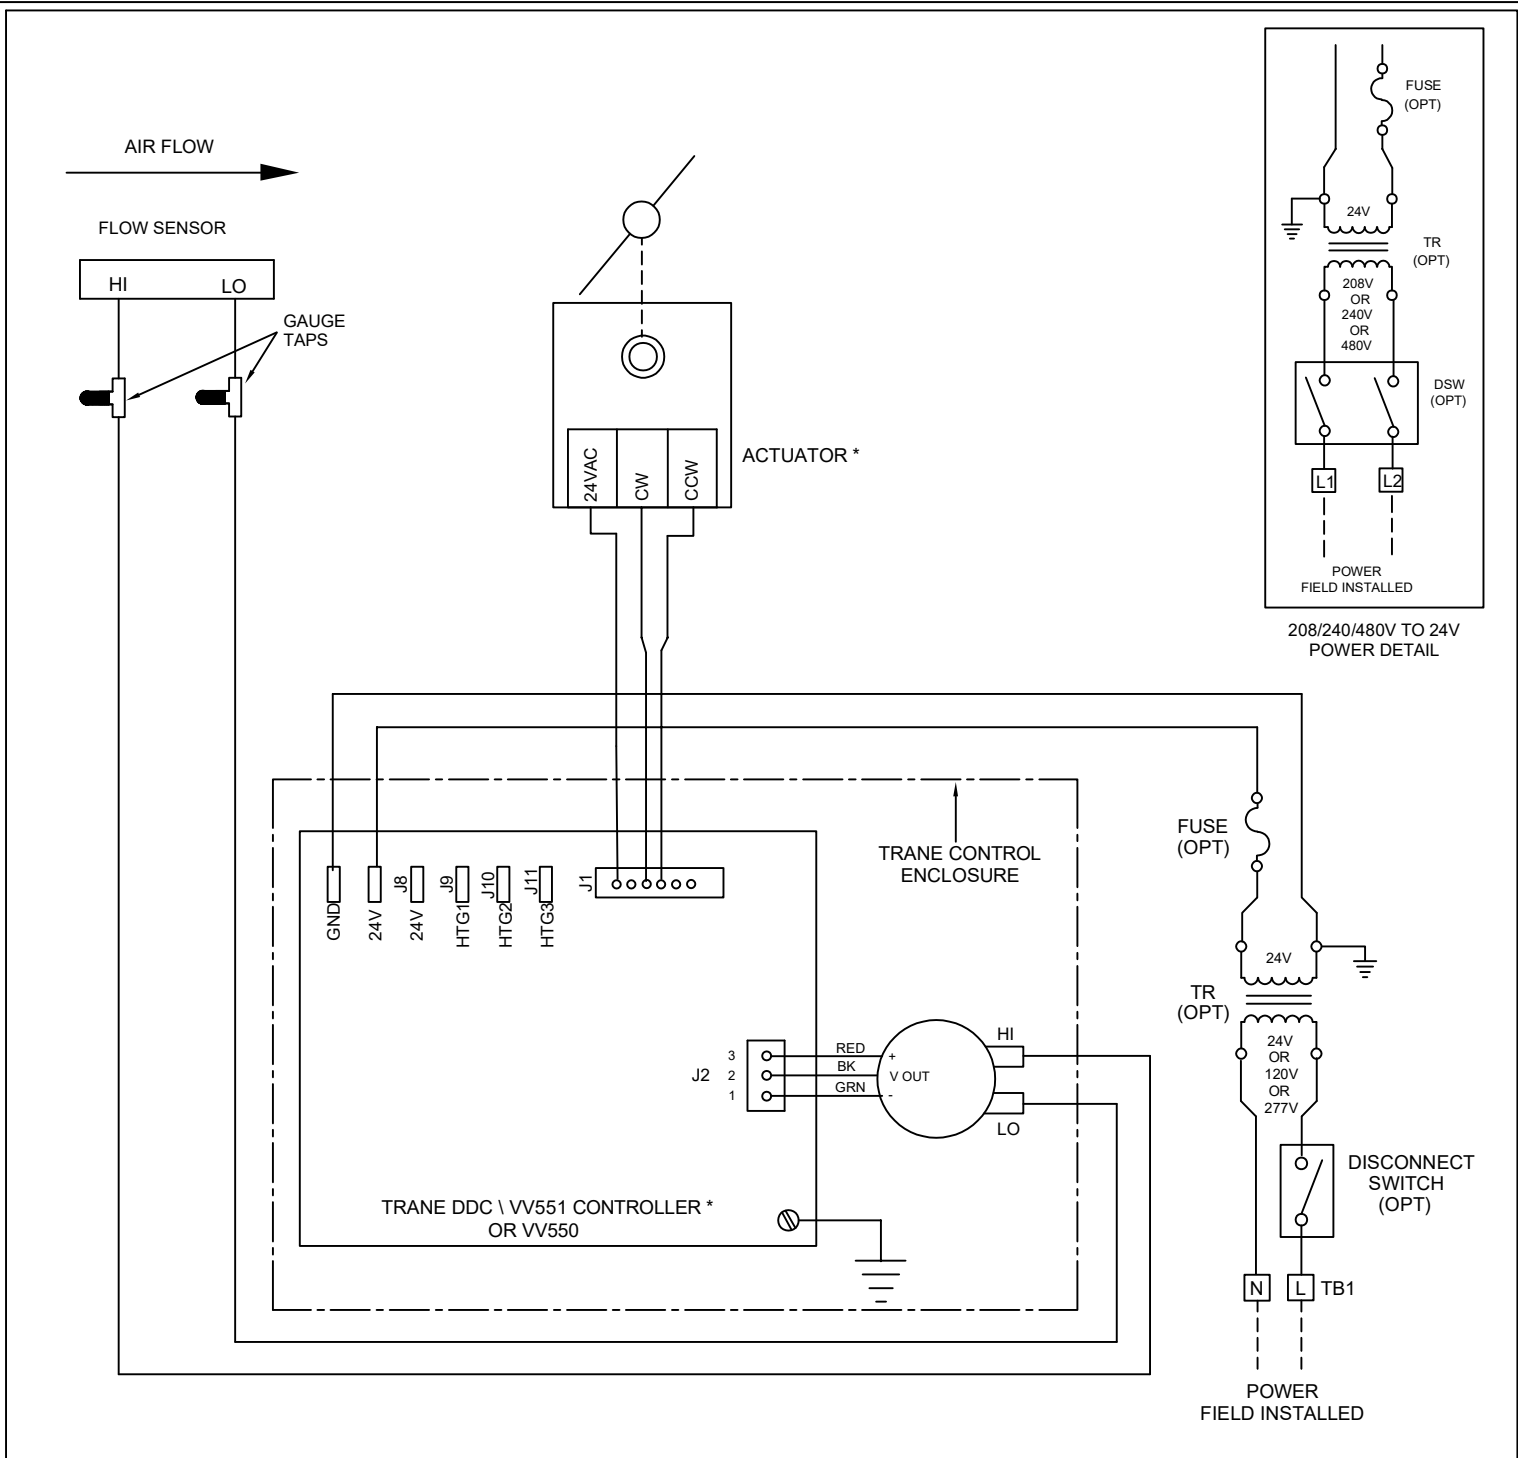 AIR FLOW
FLOW SENSOR
HI
LO
GAUGE
TAPS
24VAC
CW
CCW
ACTUATOR *
FUSE
(OPT)
24V
TR
(OPT)
208V
OR
240V
OR
480V
DSW
(OPT)
L1
L2
POWER
FIELD INSTALLED
208/240/480V TO 24V
POWER DETAIL
TRANE CONTROL
ENCLOSURE
GND
24V
J8
24V
J9
HTG1
J10
HTG2
J11
HTG3
J1
J2
3
2
1
RED
BK
GRN
+
V OUT
-
HI
LO
TRANE DDC \ VV551 CONTROLLER *
OR VV550
FUSE
(OPT)
24V
TR
(OPT)
24V
OR
120V
OR
277V
DISCONNECT
SWITCH
(OPT)
N
L
TB1
POWER
FIELD INSTALLED